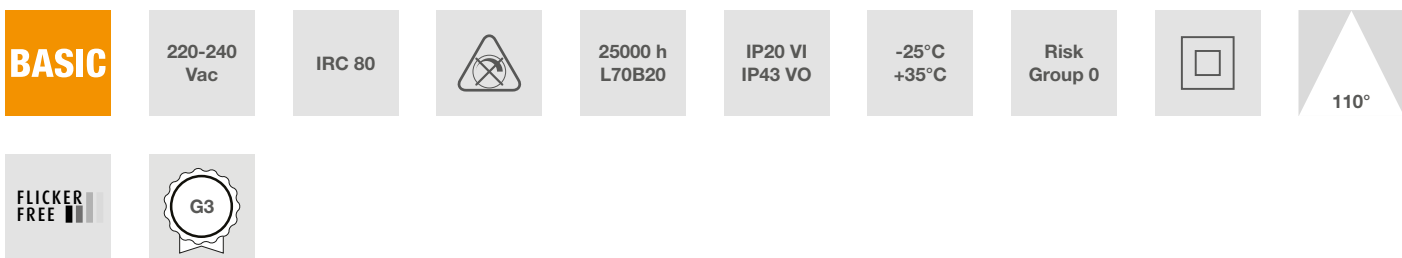 BASIC
220-240
Vac
IRC 80
25000 h
L70B20
IP20 VI
IP43 VO
-25°C
+35°C
Risk
Group 0
110°
FLICKER
FREE
G3